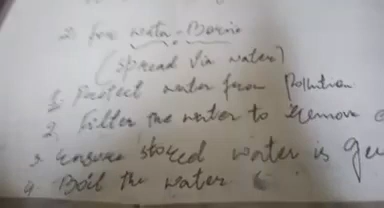 2. For water-Borne
(spread via water)
1. Protect water from Pollution
2. Filter the water to remove
3. ensure stored water is
4. Boil the water